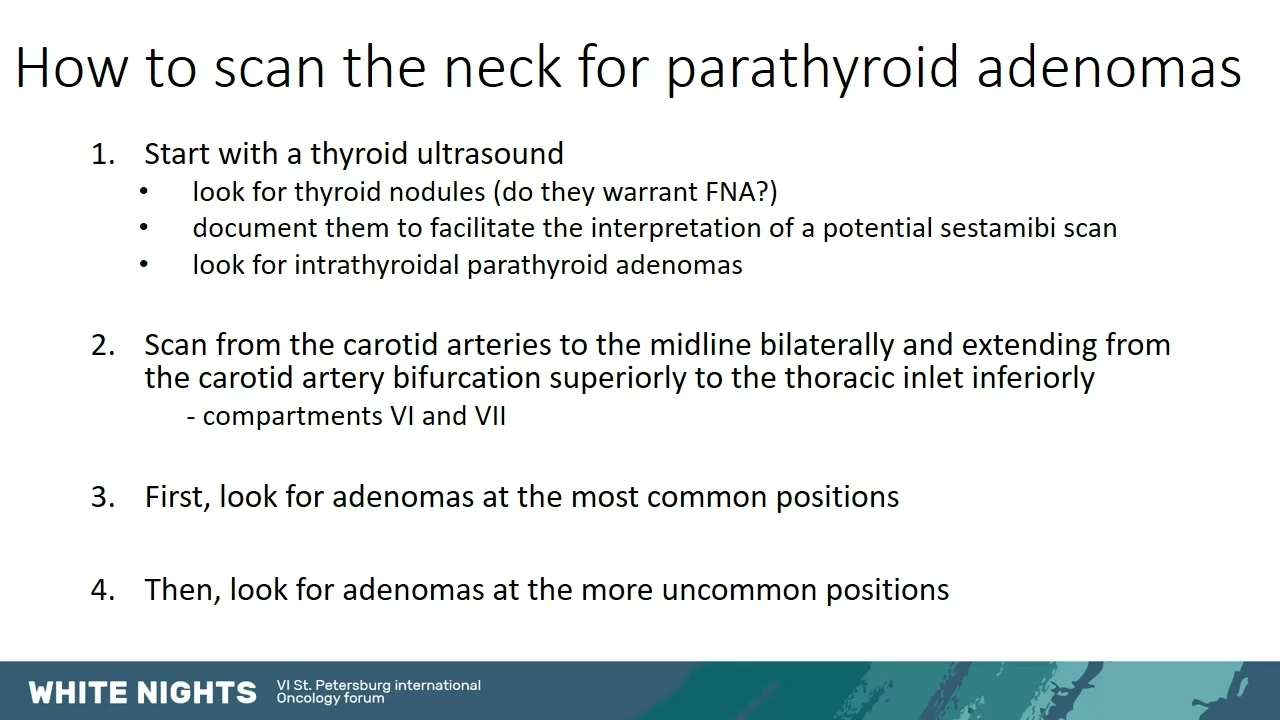 How to scan the neck for parathyroid adenomas
1. Start with a thyroid ultrasound
• look for thyroid nodules (do they warrant FNA?)
• document them to facilitate the interpretation of a potential sestamibi scan
• look for intrathyroidal parathyroid adenomas
2. Scan from the carotid arteries to the midline bilaterally and extending from
the carotid artery bifurcation superiorly to the thoracic inlet inferiorly
- compartments VI and VII
3. First, look for adenomas at the most common positions
4. Then, look for adenomas at the more uncommon positions
WHITE NIGHTS
VI St. Petersburg international
Oncology forum